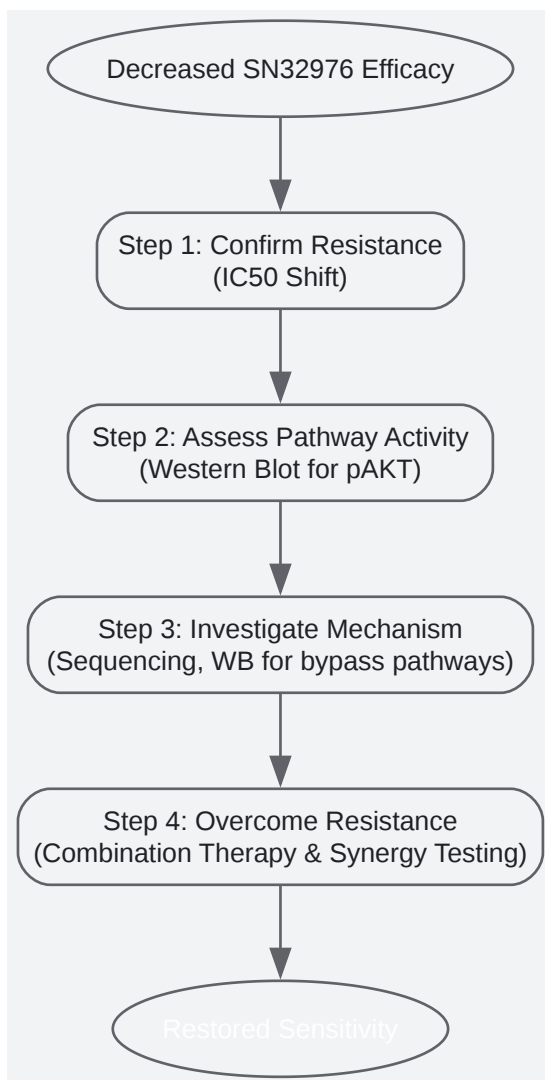 Decreased SN32976 Efficacy
Step 1: Confirm Resistance
(IC50 Shift)
Step 2: Assess Pathway Activity
(Western Blot for pAKT)
Step 3: Investigate Mechanism
(Sequencing, WB for bypass pathways)
Step 4: Overcome Resistance
(Combination Therapy & Synergy Testing)
Restored Sensitivity